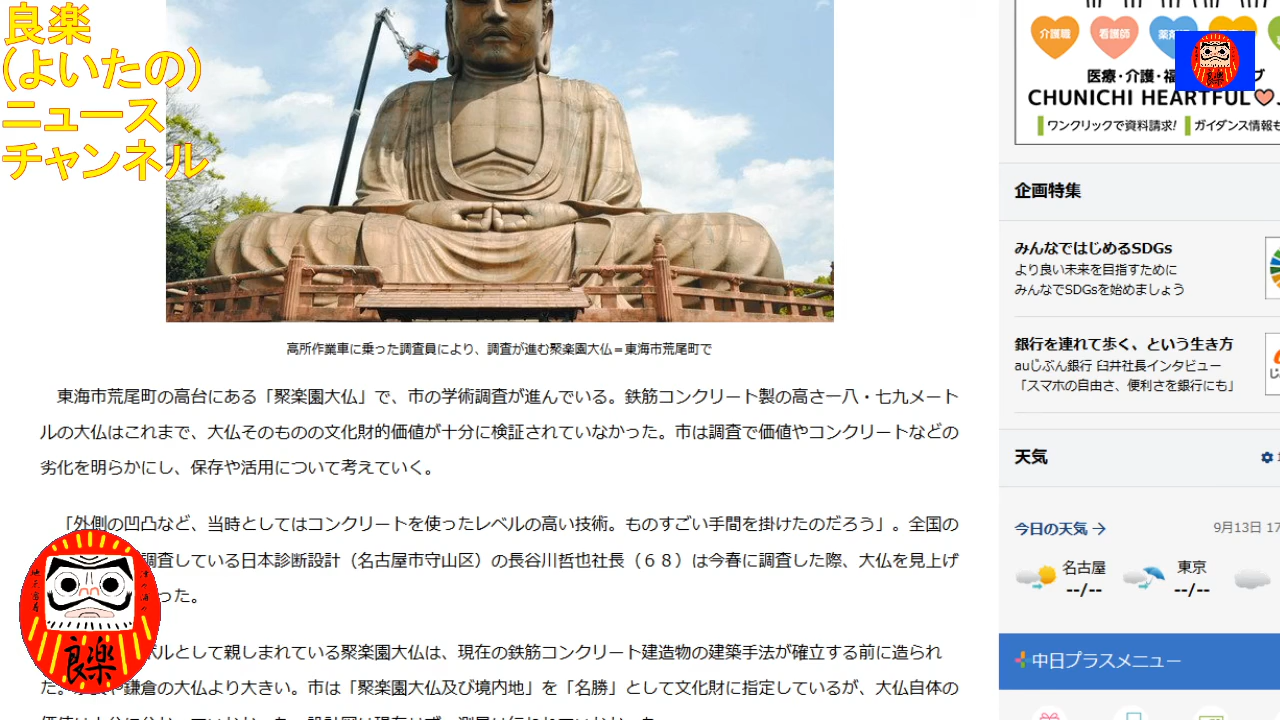 良楽
(よいたの)
ニュース
チャンネル
高所作業車に乗った調査員により、調査が進む聚楽園大仏＝東海市荒尾町で
東海市荒尾町の高台にある「聚楽園大仏」で、市の学術調査が進んでいる。鉄筋コンクリート製の高さ一八・七九メート
ルの大仏はこれまで、大仏そのものの文化財的価値が十分に検証されていなかった。市は調査で価値やコンクリートなどの
劣化を明らかにし、保存や活用について考えていく。
「外側の凹凸など、当時としてはコンクリートを使ったレベルの高い技術。ものすごい手間を掛けたのだろう」。全国の
調査している日本診断設計（名古屋市守山区）の長谷川哲也社長（６８）は今春に調査した際、大仏を見上げ
った。
ボルとして親しまれている聚楽園大仏は、現在の鉄筋コンクリート建造物の建築手法が確立する前に造られ
た。
や鎌倉の大仏より大きい。市は「聚楽園大仏及び境内地」を「名勝」として文化財に指定しているが、大仏自体の
良楽
介護職
看護師
薬剤
良楽
医療・介護・福
CHUNICHI HEARTFUL
ワンクリックで資料請求!
ガイダンス情報も
企画特集
みんなではじめるSDGs
より良い未来を目指すために
みんなでSDGsを始めましょう
銀行を連れて歩く、という生き方
auじぶん銀行 臼井社長インタビュー
「スマホの自由さ、便利さを銀行にも」
天気
今日の天気→
9月13日 17
名古屋
--/--
東京
--/--
中日プラスメニュー